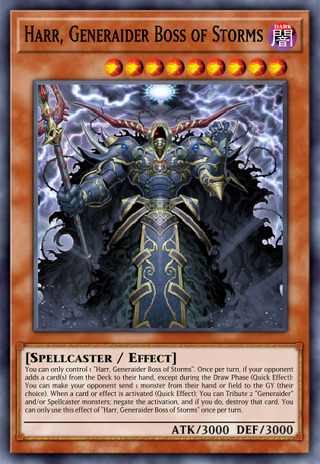 Harr, Generaider Boss of Storms
DARK
闇
[Spellcaster / Effect]
You can only control 1 "Harr, Generaider Boss of Storms". Once per turn, if your opponent
adds a card(s) from the Deck to their hand, except during the Draw Phase (Quick Effect):
You can make your opponent send 1 monster from their hand or field to the GY (their
choice). When a card or effect is activated (Quick Effect): You can Tribute 2 "Generaider"
and/or Spellcaster monsters; negate the activation, and if you do, destroy that card. You
can only use this effect of "Harr, Generaider Boss of Storms" once per turn.
ATK/3000 DEF/3000